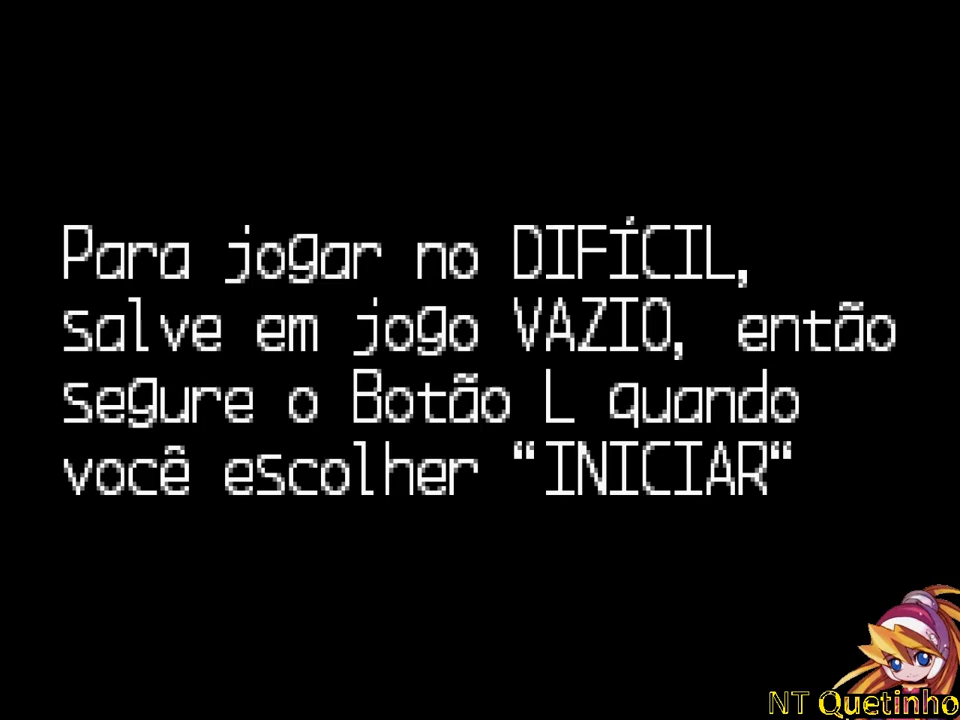 Para jogar no DIFÍCIL,
salve em jogo VAZIO, então
segure o Botão L quando
você escolher "INICIAR"
NT Quetinho